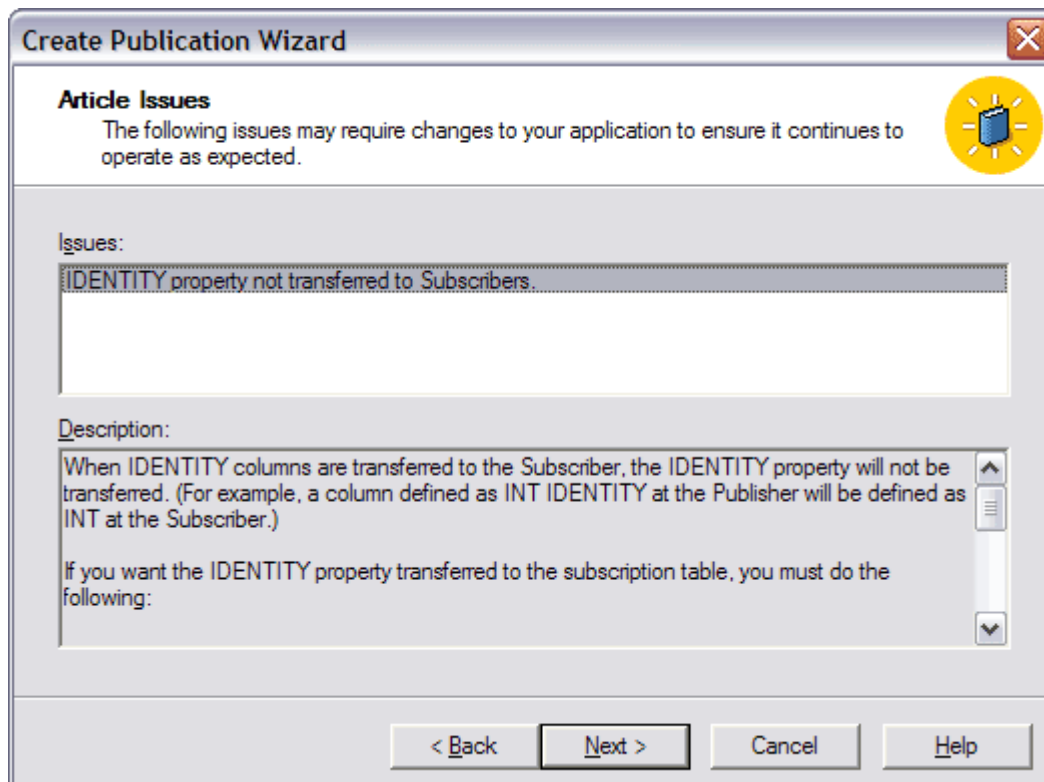 Create Publication Wizard
Article Issues
The following issues may require changes to your application to ensure it continues to
operate as expected.
Issues:
IDENTITY property not transferred to Subscribers.
Description:
When IDENTITY columns are transferred to the Subscriber, the IDENTITY property will not be
transferred. (For example, a column defined as INT IDENTITY at the Publisher will be defined as
INT at the Subscriber.)
If you want the IDENTITY property transferred to the subscription table, you must do the
following:
< Back
Next >
Cancel
Help